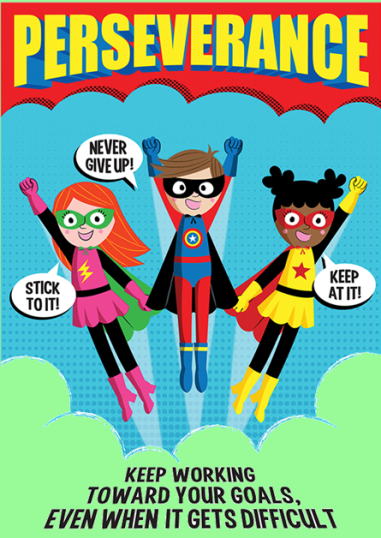 PERSEVERANCE
NEVER
GIVE UP!
STICK
TO IT!
KEEP
AT IT!
KEEP WORKING
TOWARD YOUR GOALS,
EVEN WHEN IT GETS DIFFICULT